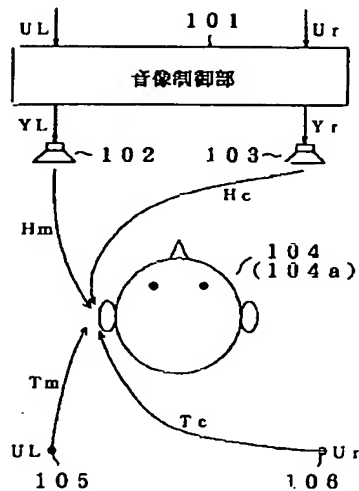 UL 101 Ur
音像制御部
YL Yr
102 103
Hm Hc
104
(104a)
Tm Tc
UL Ur
105 106